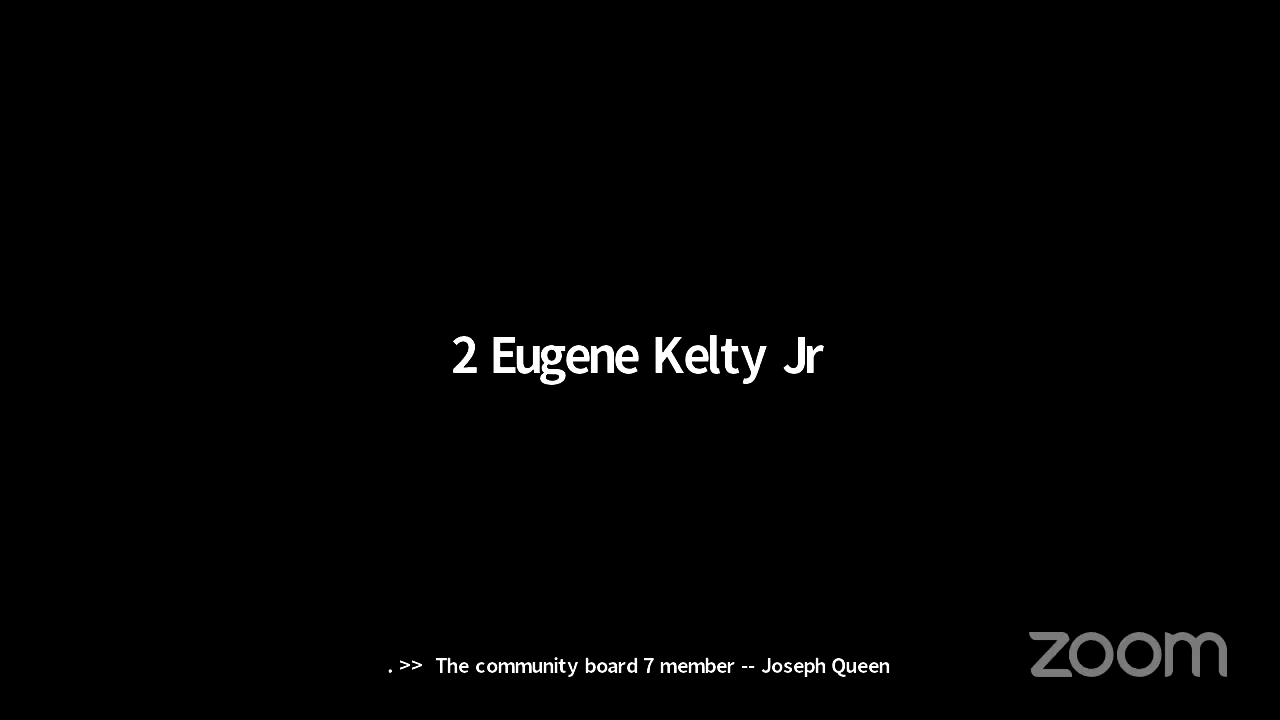 2 Eugene Kelty Jr
. >> The community board 7 member -- Joseph Queen
zoom